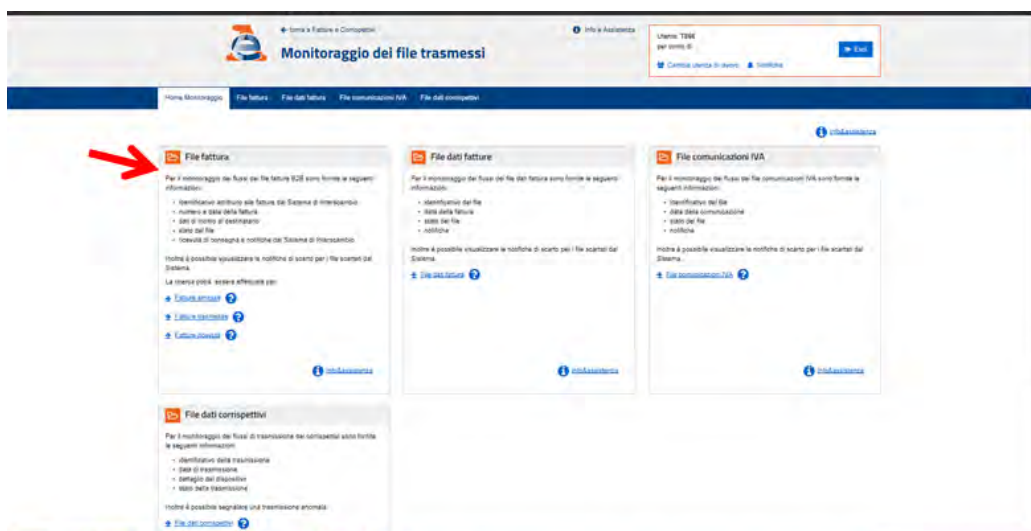 torna a Fatture e Corrispettivi
Info e Assistenza
Monitoraggio dei file trasmessi
Utente:
per conto di
Cambia utenza di lavoro
Notifiche
Esci
Home Monitoraggio
File fattura
File dati fatture
File comunicazioni IVA
File dati corrispettivi
Info&assistenza
File fattura
Per il monitoraggio dei flussi dei file fatture B2B sono fornite le seguenti
informazioni:
identificativo attribuito alla fattura dal Sistema di Interscambio
numero e data della fattura
dati di inoltro al destinatario
stato del file
ricevuta di consegna e notifiche del Sistema di Interscambio
Inoltre è possibile visualizzare le notifiche di scarto per i file scartati dal
Sistema.
La ricerca potrà essere effettuata per:
Fatture emesse
Fatture trasmesse
Fatture ricevute
Info&assistenza
File dati fatture
Per il monitoraggio dei flussi dei file dati fattura sono fornite le seguenti
informazioni:
identificativo del file
data della fattura
stato del file
notifiche
Inoltre è possibile visualizzare le notifiche di scarto per i file scartati dal
Sistema.
File dati fatture
Info&assistenza
File comunicazioni IVA
Per il monitoraggio dei flussi dei file comunicazioni IVA sono fornite le
seguenti informazioni:
identificativo del file
data della comunicazione
stato del file
notifiche
Inoltre è possibile visualizzare le notifiche di scarto per i file scartati dal
Sistema.
File comunicazioni IVA
Info&assistenza
File dati corrispettivi
Per il monitoraggio dei flussi di trasmissione dei corrispettivi sono fornite
le seguenti informazioni:
identificativo della trasmissione
data di trasmissione
dettaglio dei dispositivi
stato della trasmissione
Inoltre è possibile segnalare una trasmissione anomala.
File dati corrispettivi